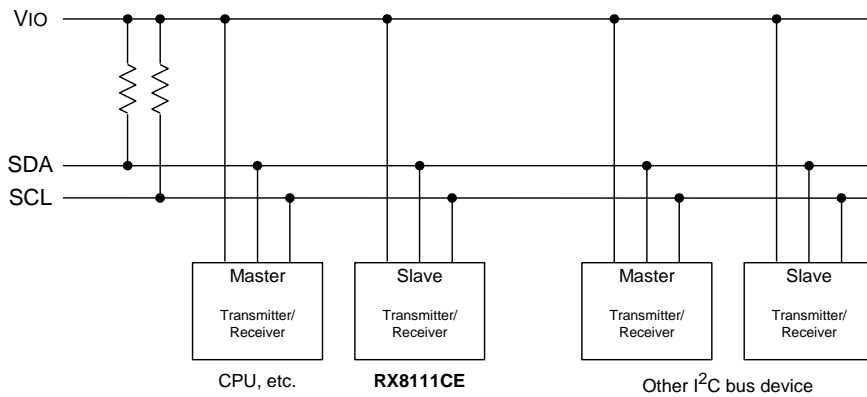 VIO
SDA
SCL
Master
Transmitter/
Receiver
CPU, etc.
Slave
Transmitter/
Receiver
RX8111CE
Master
Transmitter/
Receiver
Slave
Transmitter/
Receiver
Other I2C bus device